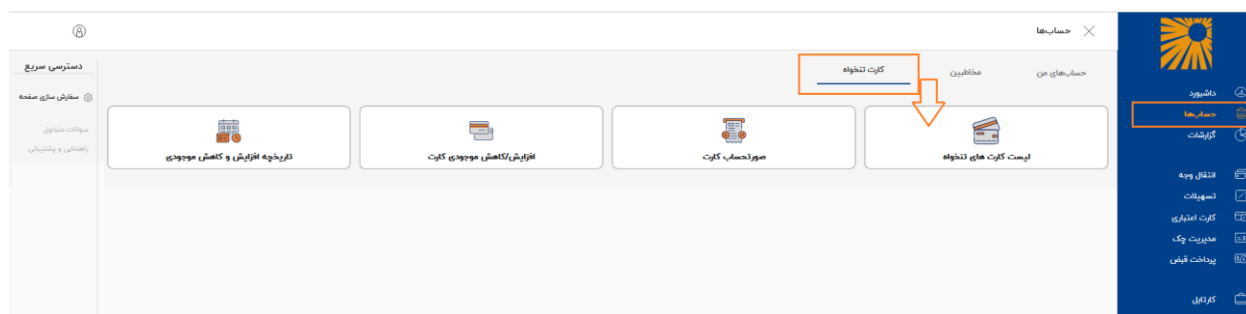 حساب‌ها
داشبورد
حساب‌ها
گزارشات
انتقال وجه
تسهیلات
کارت اعتباری
مدیریت چک
پرداخت قبض
کارتابل
حساب‌های من
مخاطبین
کارت تنخواه
لیست کارت های تنخواه
صورتحساب کارت
افزایش/کاهش موجودی کارت
تاریخچه افزایش و کاهش موجودی
دسترسی سریع
سفارش سازی صفحه
سوالات متداول
راهنمایی و پشتیبانی